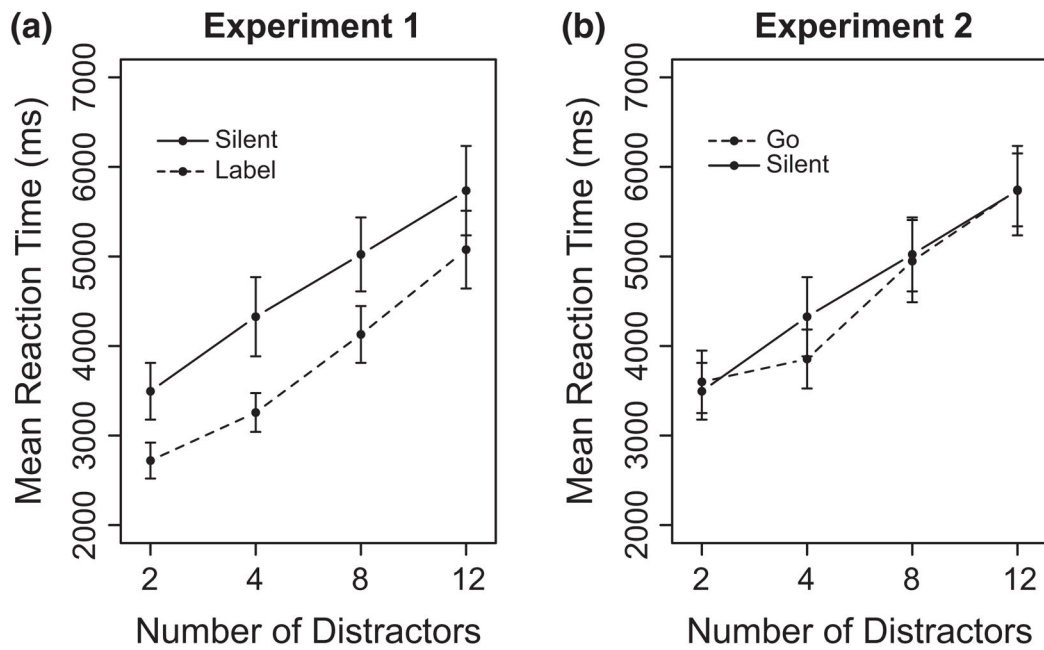 (a) Experiment 1
Mean Reaction Time (ms)
7000
6000
5000
4000
3000
2000
Silent
Label
2 4 8 12
Number of Distractors
(b) Experiment 2
Mean Reaction Time (ms)
7000
6000
5000
4000
3000
2000
Go
Silent
2 4 8 12
Number of Distractors